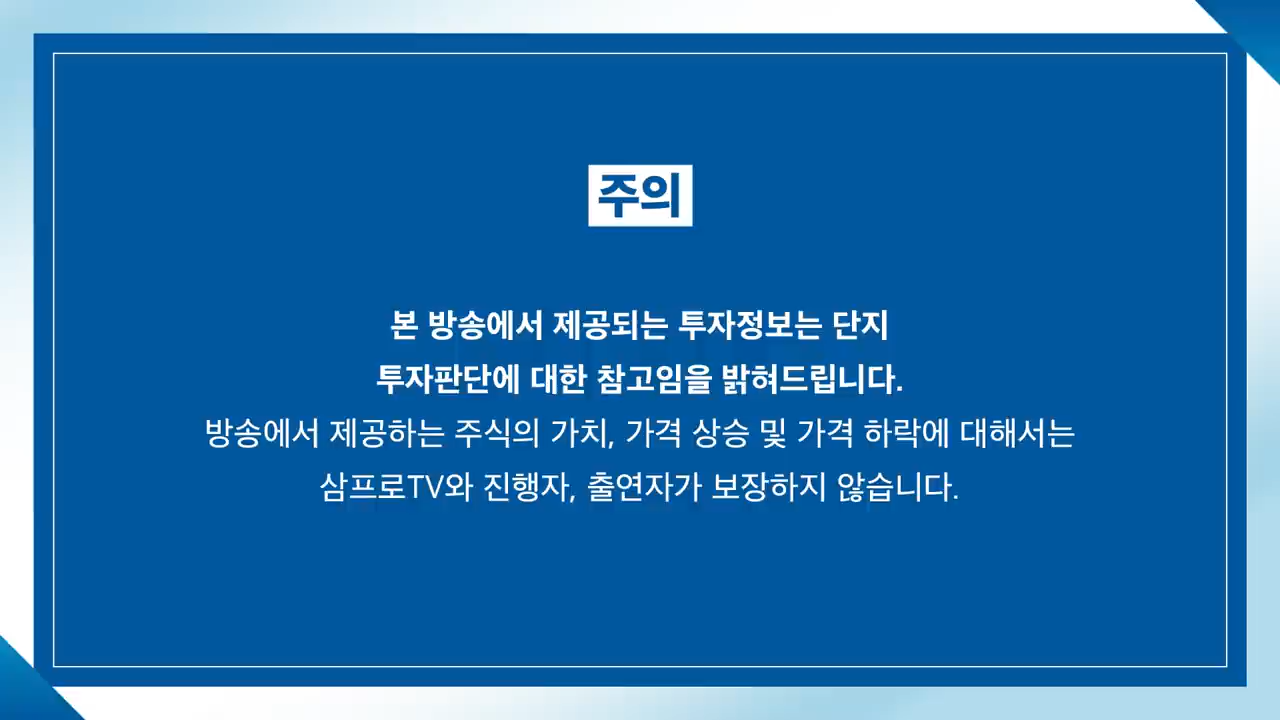 주의
본 방송에서 제공되는 투자정보는 단지
투자판단에 대한 참고임을 밝혀드립니다.
방송에서 제공하는 주식의 가치, 가격 상승 및 가격 하락에 대해서는
삼프로TV와 진행자, 출연자가 보장하지 않습니다.